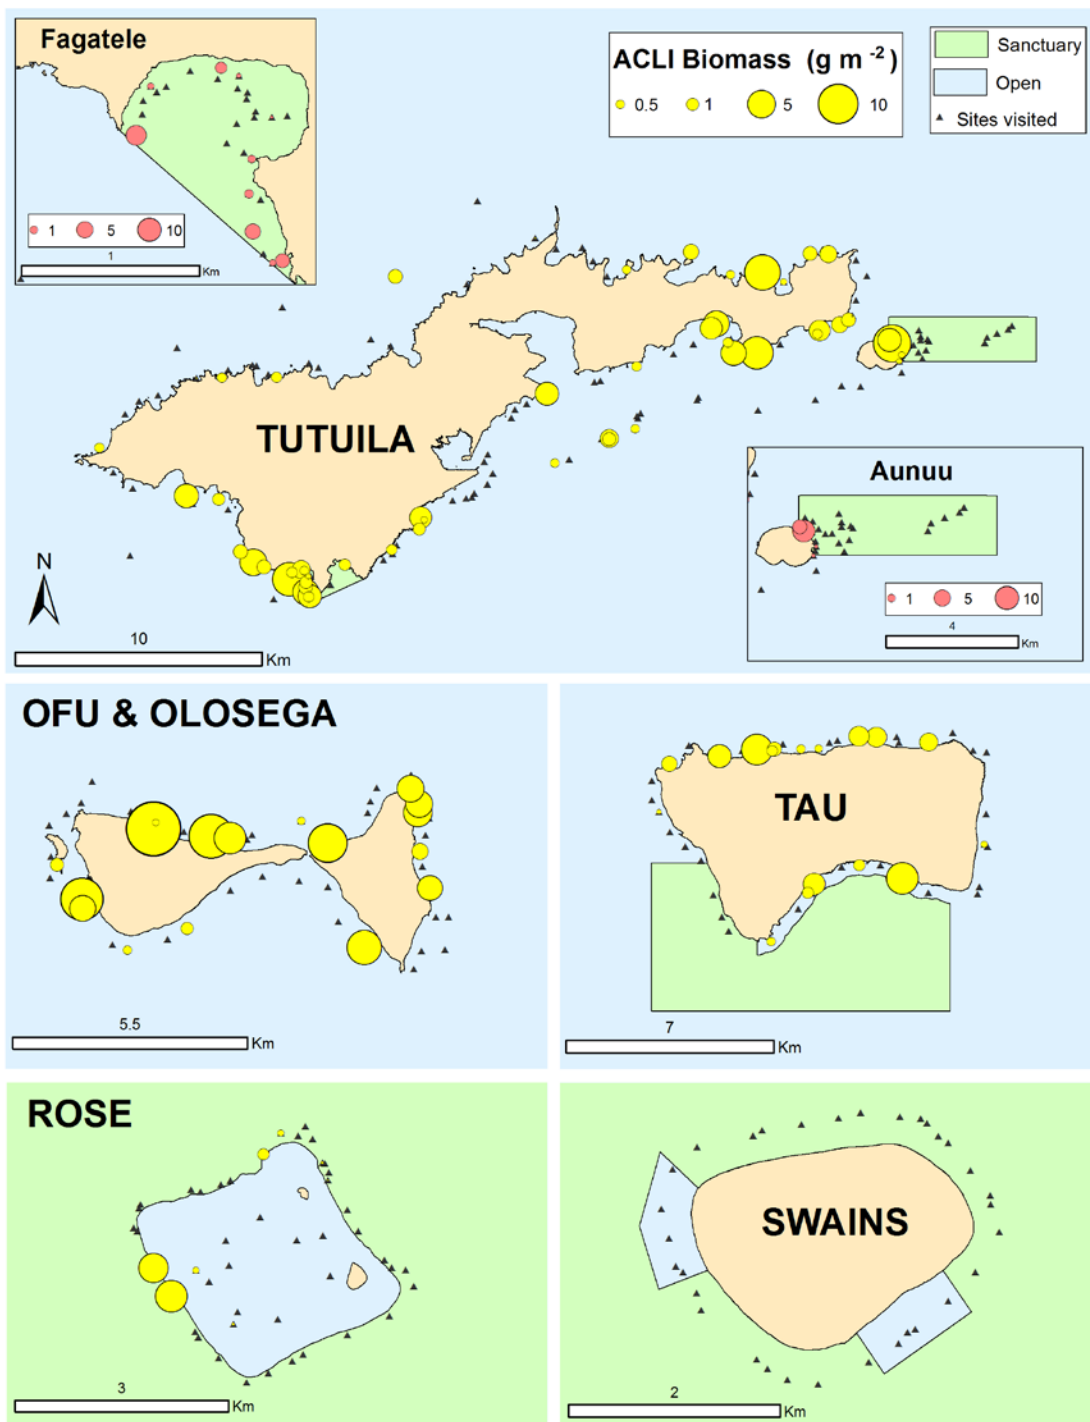 Fagatele
1 5 10
1
Km
ACLI Biomass (g m -2)
0.5 1 5 10
Sanctuary
Open
Sites visited
TUTUILA
N
10
Km
Aunuu
1 5 10
4
Km
OFU & OLOSEGA
5.5
Km
TAU
7
Km
ROSE
3
Km
SWAINS
2
Km